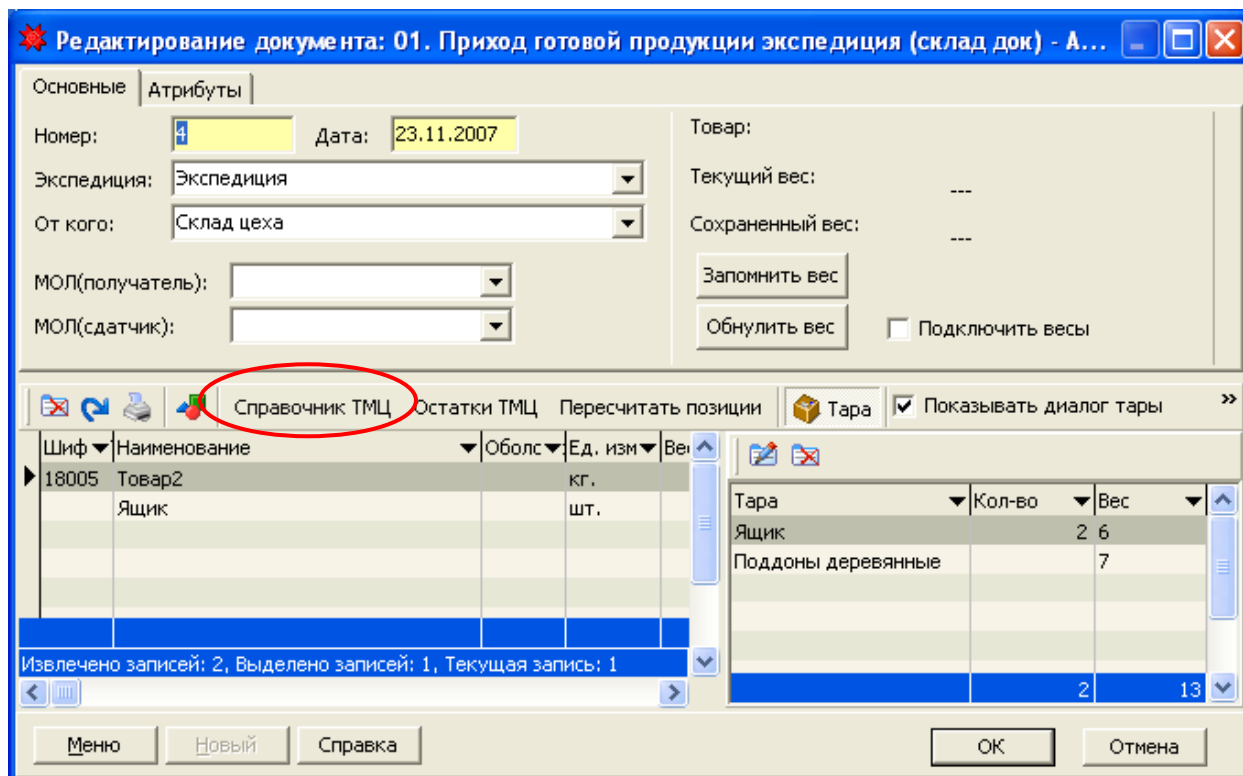 Редактирование документа: 01. Приход готовой продукции экспедиция (склад док) - А...
Основные Атрибуты
Номер: 4 Дата: 23.11.2007 Товар:
Экспедиция: Экспедиция Текущий вес: ---
От кого: Склад цеха Сохраненный вес: ---
МОЛ(получатель): Запомнить вес
МОЛ(сдатчик): Обнулить вес Подключить весы
Справочник ТМЦ Остатки ТМЦ Пересчитать позиции Тара Показывать диалог тары »
Шиф Наименование Оболс Ед. изм Вес
18005 Товар2 кг.
Ящик шт.
Тара Кол-во Вес
Ящик 2 6
Поддоны деревянные 7
Извлечено записей: 2, Выделено записей: 1, Текущая запись: 1
2 13
Меню Новый Справка ОК Отмена